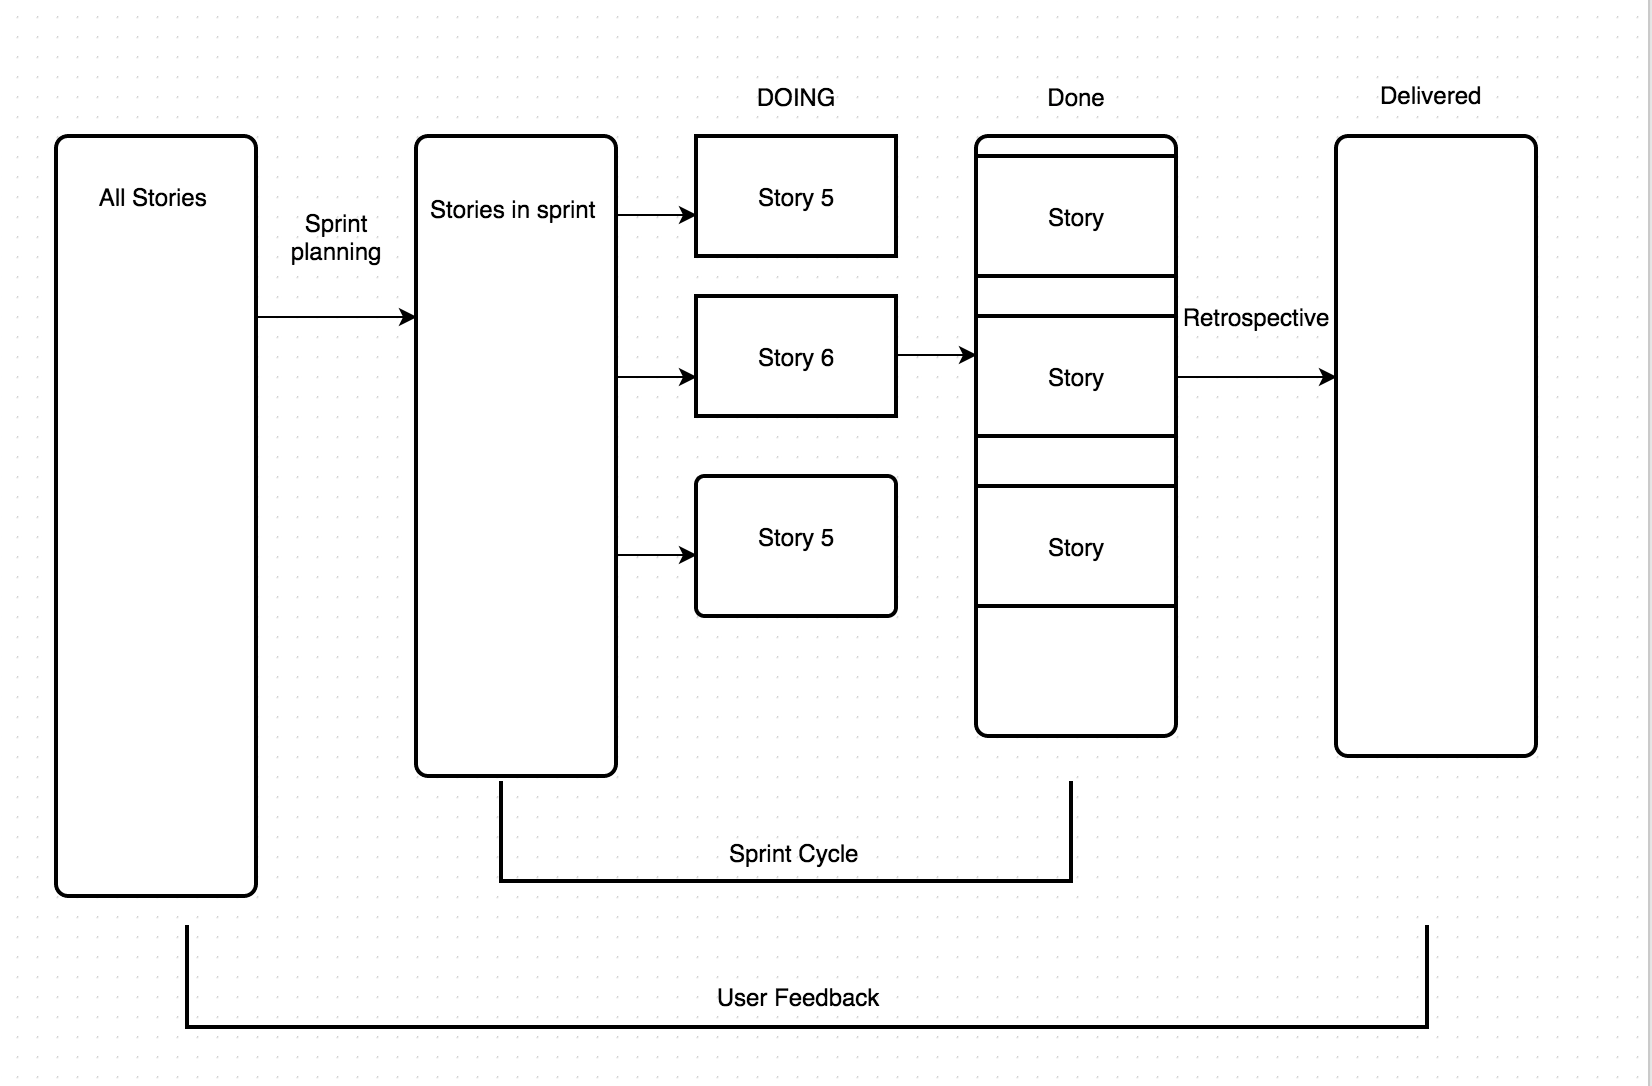 DOING
Done
Delivered
All Stories
Sprint
planning
Stories in sprint
Story 5
Story 6
Story 5
Story
Story
Story
Retrospective
Sprint Cycle
User Feedback